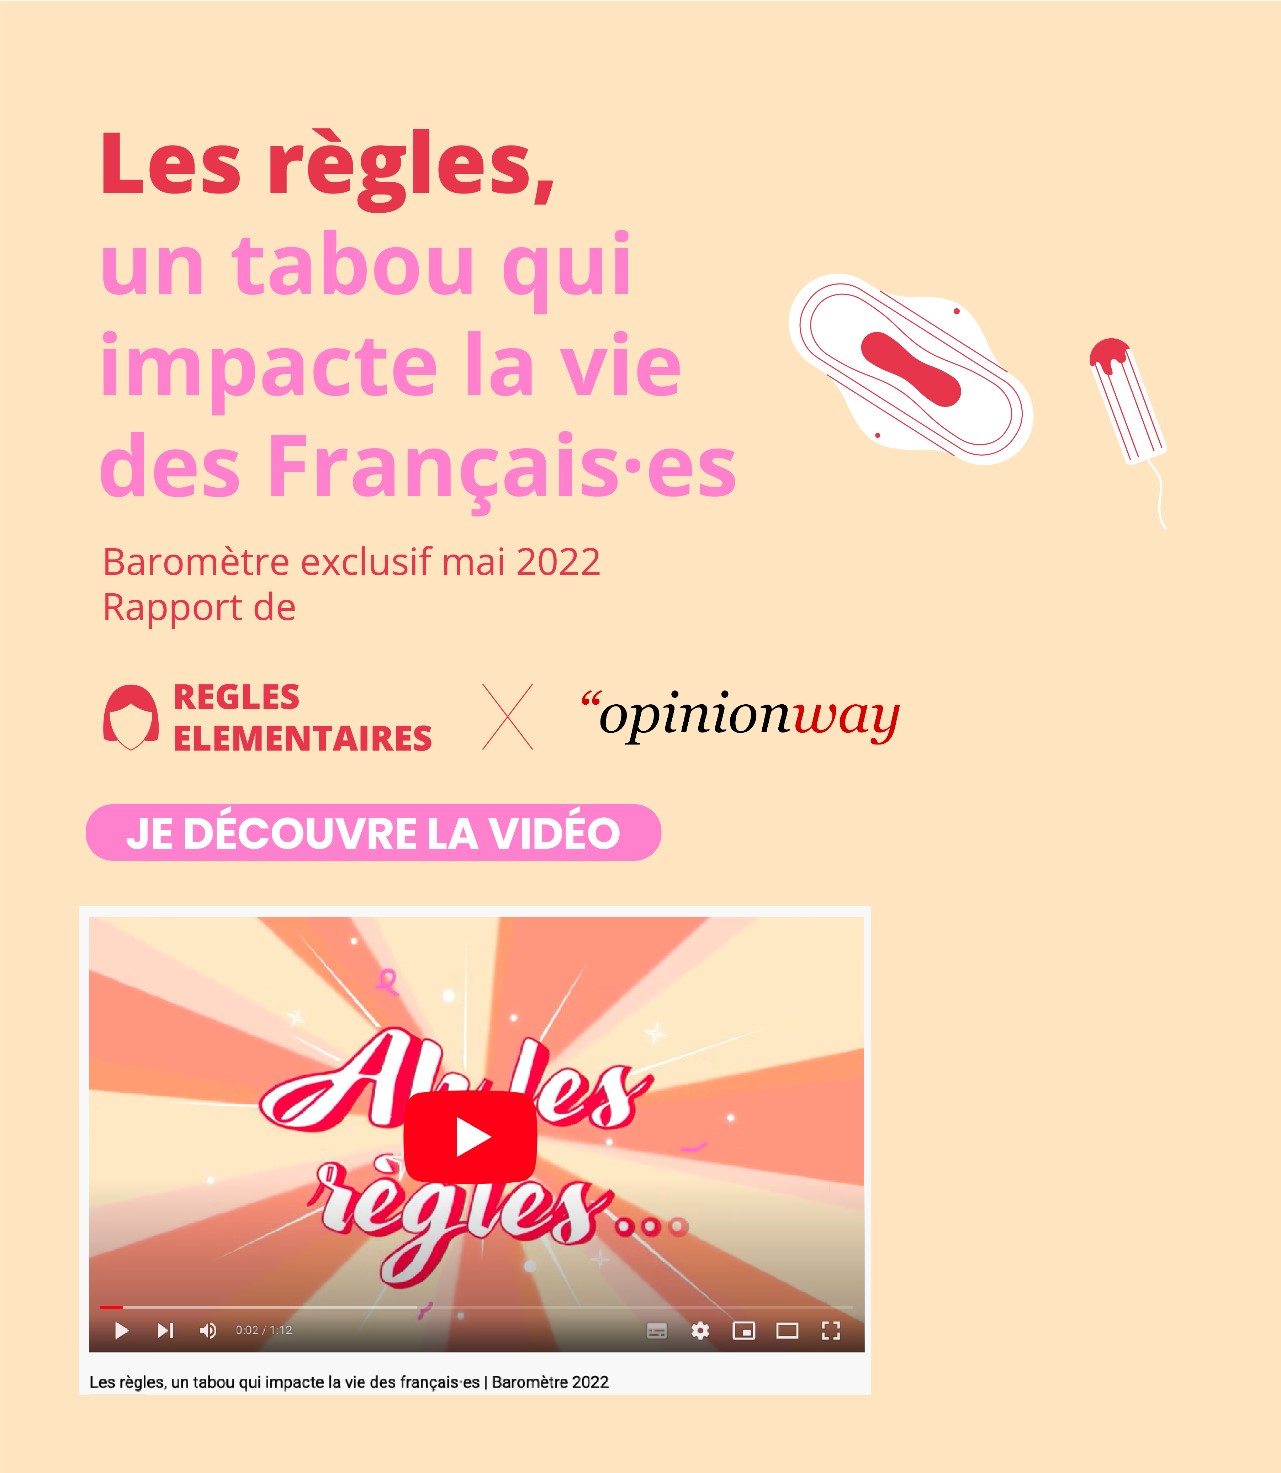 Les règles,
un tabou qui
impacte la vie
des Français·es
Baromètre exclusif mai 2022
Rapport de
REGLES
ELEMENTAIRES
“opinionway
JE DÉCOUVRE LA VIDÉO
Ah les
règles...
0:02 / 1:12
Les règles, un tabou qui impacte la vie des français·es | Baromètre 2022